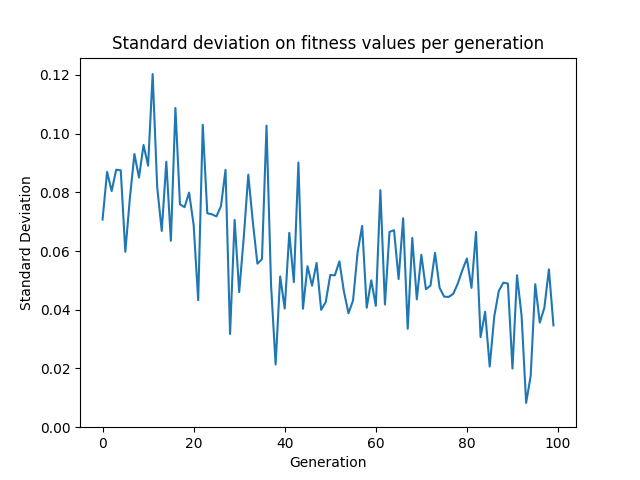 Standard deviation on fitness values per generation
0.12
0.10
0.08
0.06
0.04
0.02
0.00
Standard Deviation
0 20 40 60 80 100
Generation